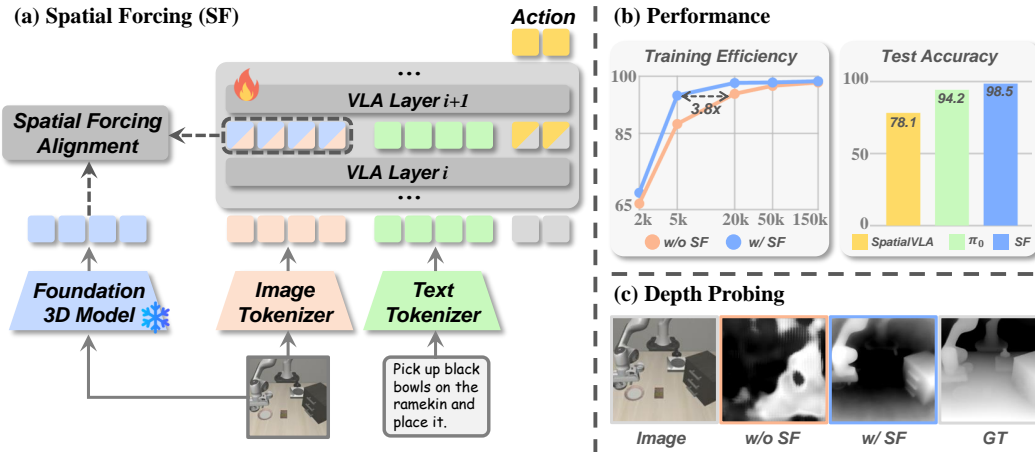 (a) Spatial Forcing (SF)
Action
...
VLA Layer i+1
Spatial Forcing
Alignment
VLA Layer i
...
Foundation
3D Model
Image
Tokenizer
Text
Tokenizer
Pick up black
bowls on the
ramekin and
place it.
(b) Performance
Training Efficiency
100
85
65
3.8x
2k 5k 20k 50k 150k
w/o SF w/ SF
Test Accuracy
100
50
0
78.1
94.2
98.5
SpatialVLA π0 SF
(c) Depth Probing
Image w/o SF w/ SF GT